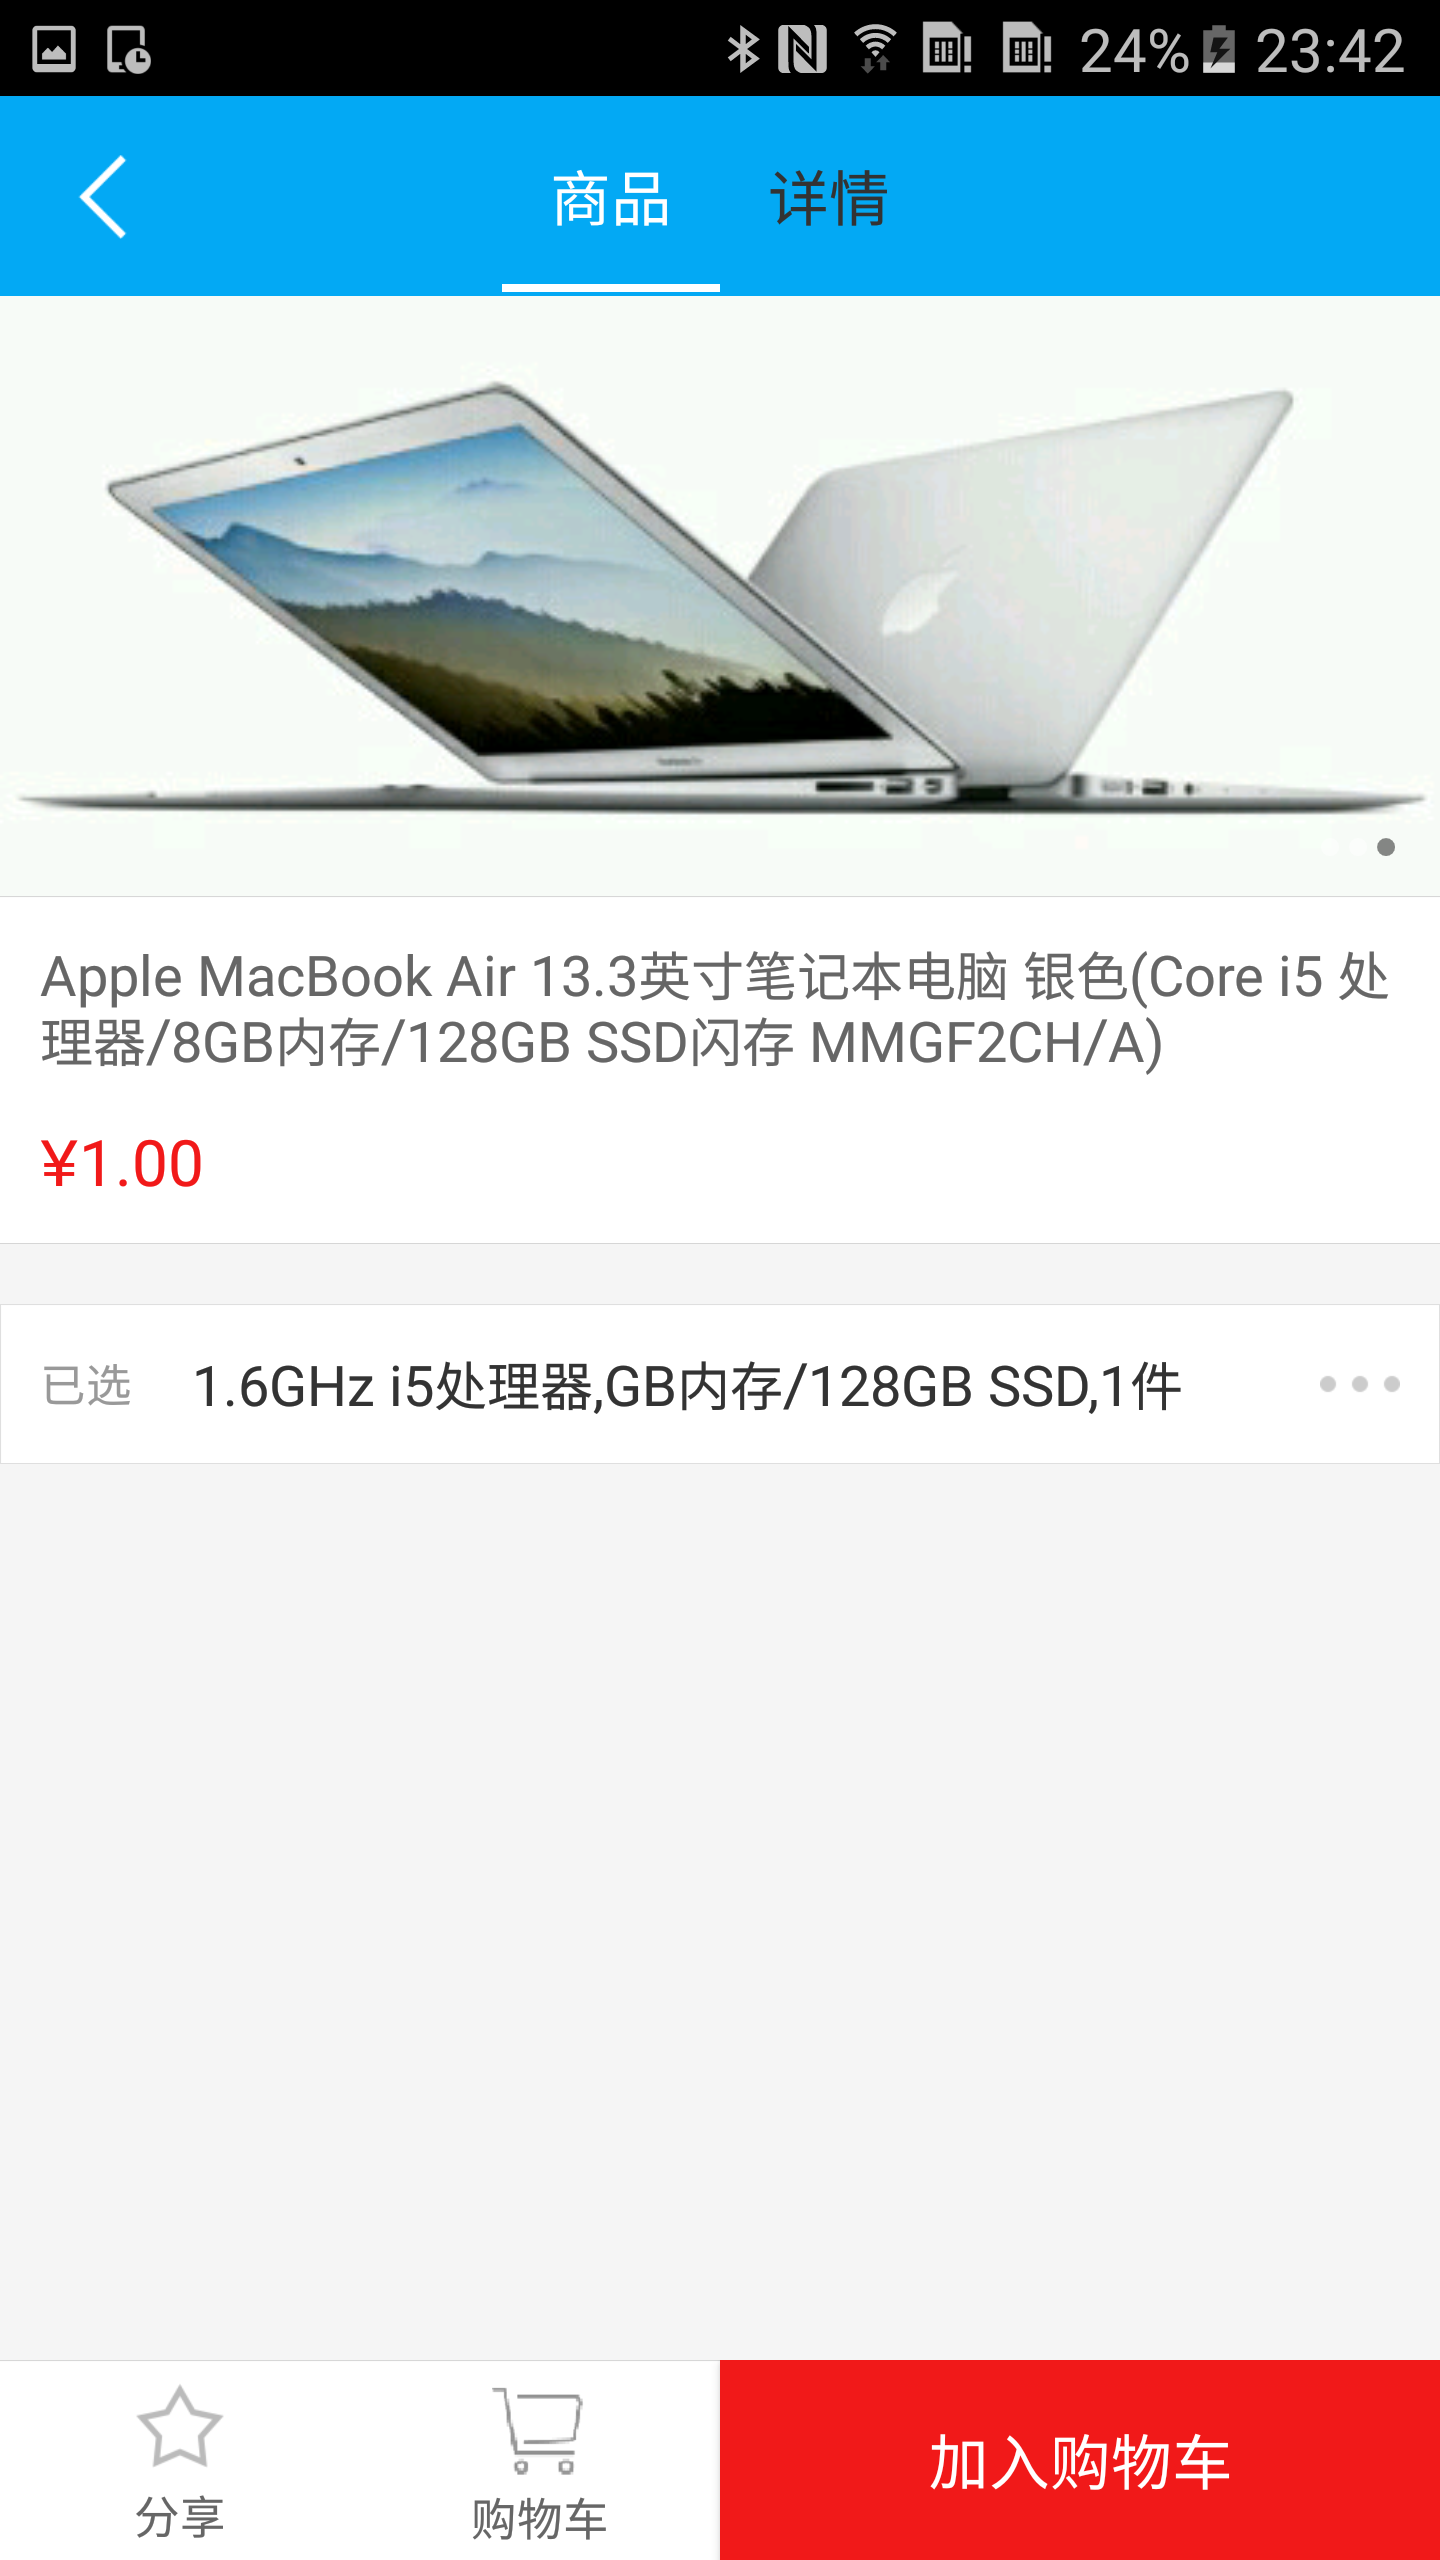 24% 23:42
商品 详情
Apple MacBook Air 13.3英寸笔记本电脑 银色(Core i5 处
理器/8GB内存/128GB SSD闪存 MMGF2CH/A)
¥1.00
已选 1.6GHz i5处理器,GB内存/128GB SSD,1件
分享 购物车 加入购物车